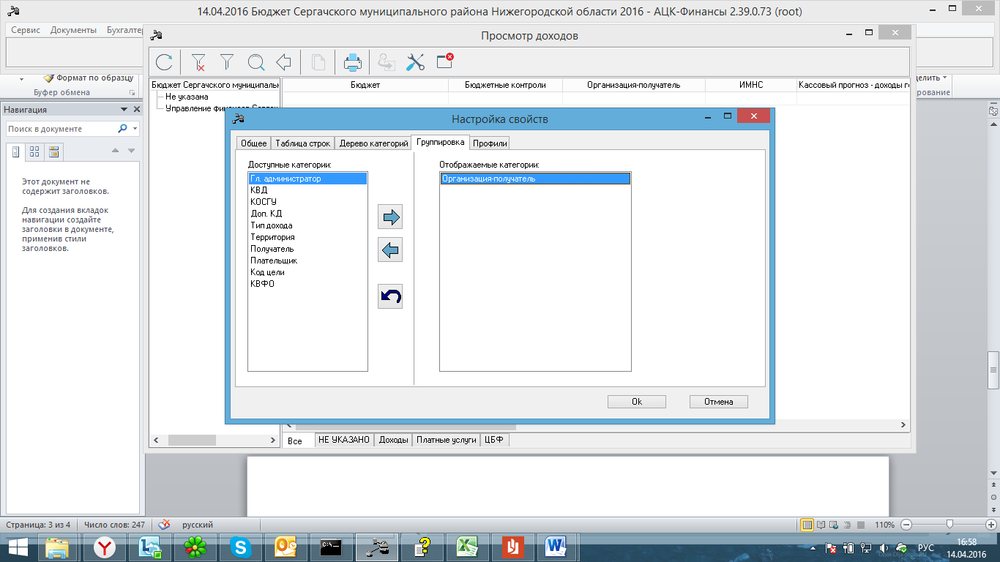 14.04.2016 Бюджет Сергачского муниципального района Нижегородской области 2016 - АЦК-Финансы 2.39.0.73 (root)
Сервис Документы Бухгалтер
Просмотр доходов
Формат по образцу
Буфер обмена
Навигация
Поиск в документе
Этот документ не
содержит заголовков.
Для создания вкладок
навигации создайте
заголовки в документе,
применив стили
заголовков.
Бюджет Сергачского муниципальн
Не указана
Управление финансов Сергач
Бюджет Бюджетные контроли Организация-получатель ИМНС Кассовый прогноз - доходы го
делить
рование
Настройка свойств
Общее Таблица строк Дерево категорий Группировка Профили
Доступные категории:
Гл. администратор
КВД
КОСГУ
Доп. КД
Тип дохода
Территория
Получатель
Плательщик
Код цели
КВФО
Отображаемые категории:
Организация-получатель
Ok Отмена
Все НЕ УКАЗАНО Доходы Платные услуги ЦБФ
Страница: 3 из 4 Число слов: 247 русский 110%
РУС
16:58
14.04.2016